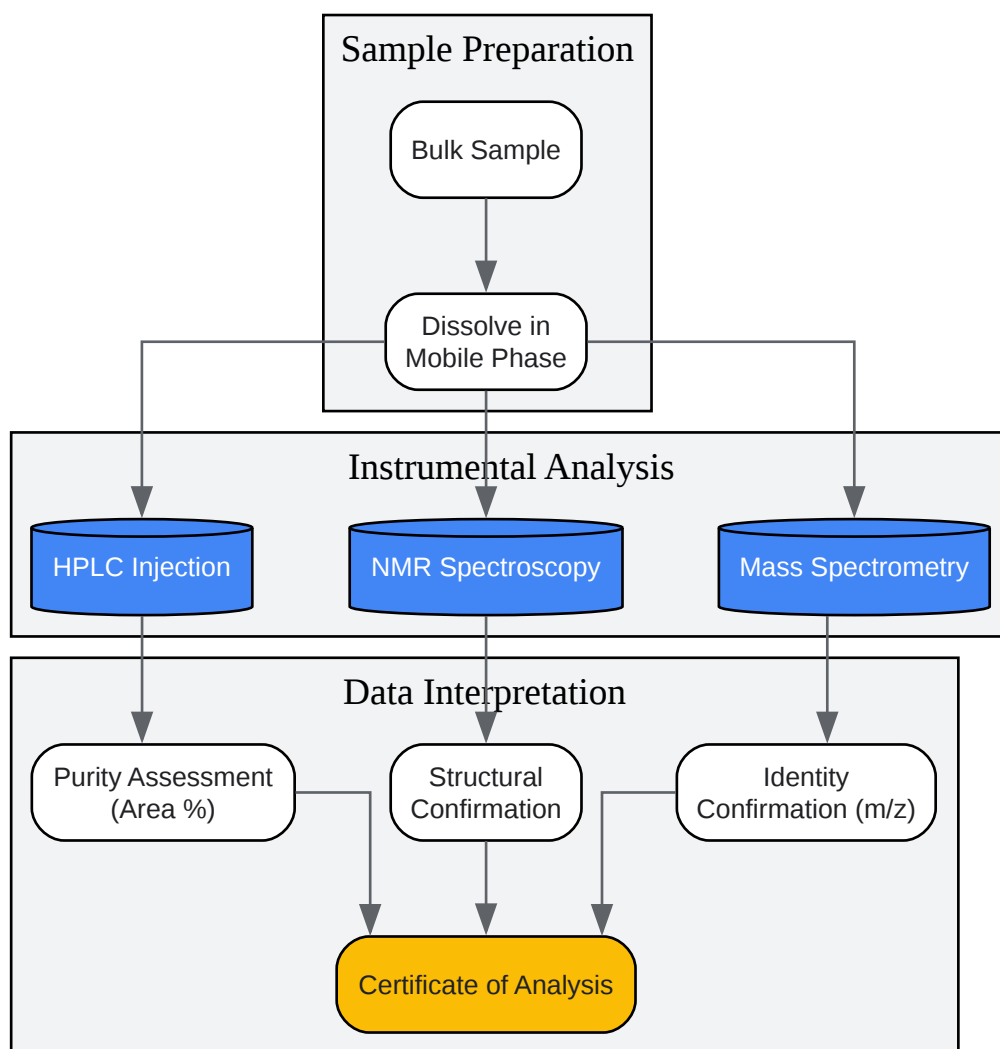 Sample Preparation
Bulk Sample
Dissolve in
Mobile Phase
Instrumental Analysis
HPLC Injection
NMR Spectroscopy
Mass Spectrometry
Data Interpretation
Purity Assessment
(Area %)
Structural
Confirmation
Identity
Confirmation (m/z)
Certificate of Analysis